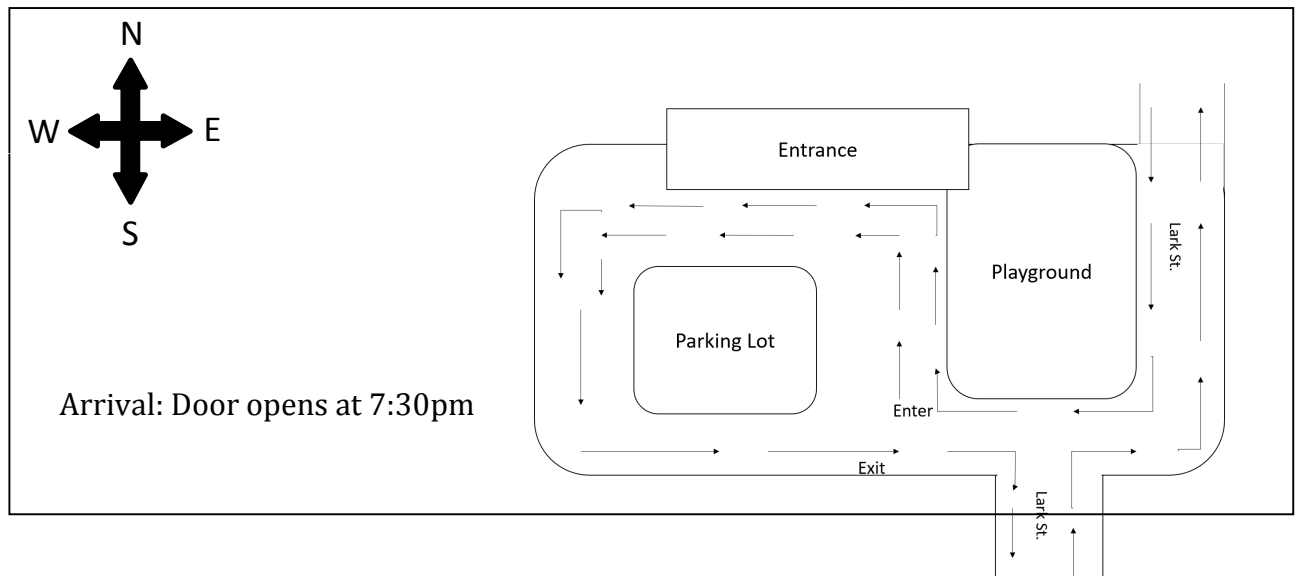 N
W
E
S
Entrance
Lark St.
Playground
Parking Lot
Arrival: Door opens at 7:30pm
Enter
Exit
Lark St.